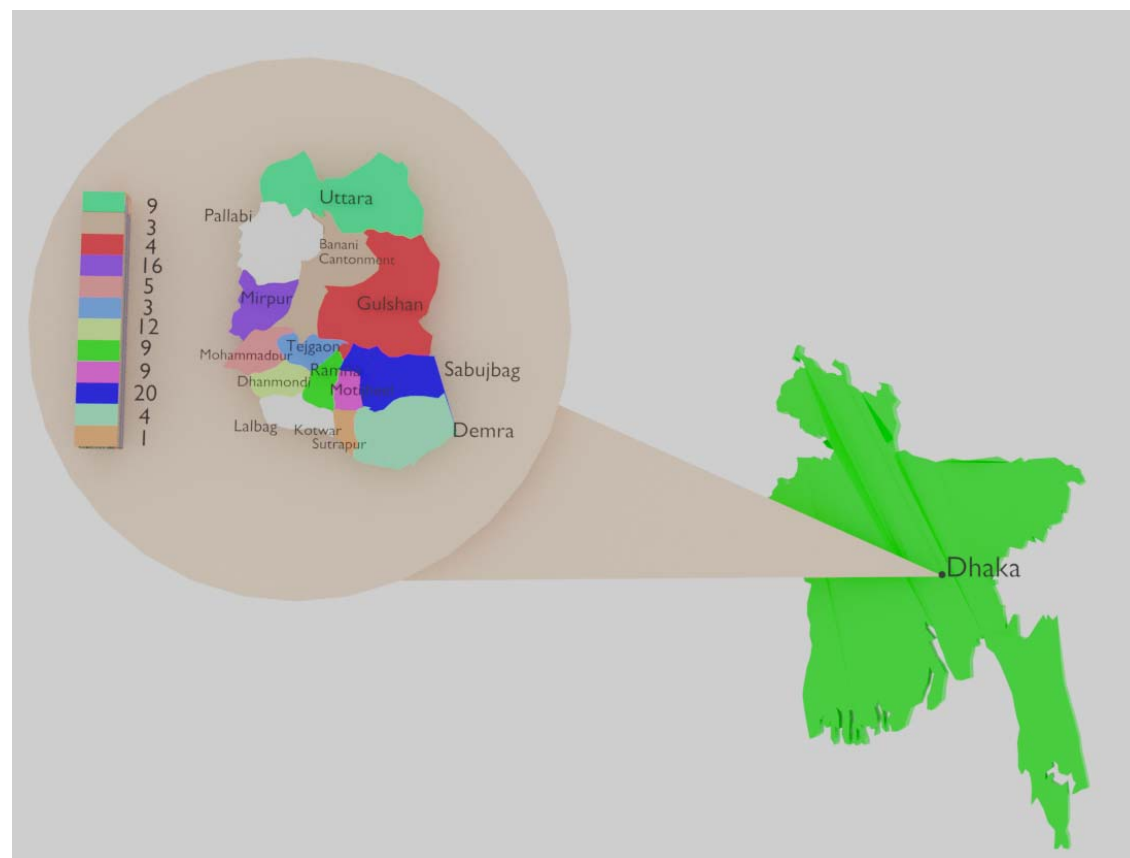 9
3
4
16
5
3
12
9
9
20
4
1
Uttara
Pallabi
Banani
Cantonment
Mirpur
Gulshan
Tejgaon
Mohammadpur
Ramna
Sabujbag
Dhanmondi
Lalbag
Kotwar
Sutrapur
Demra
Dhaka